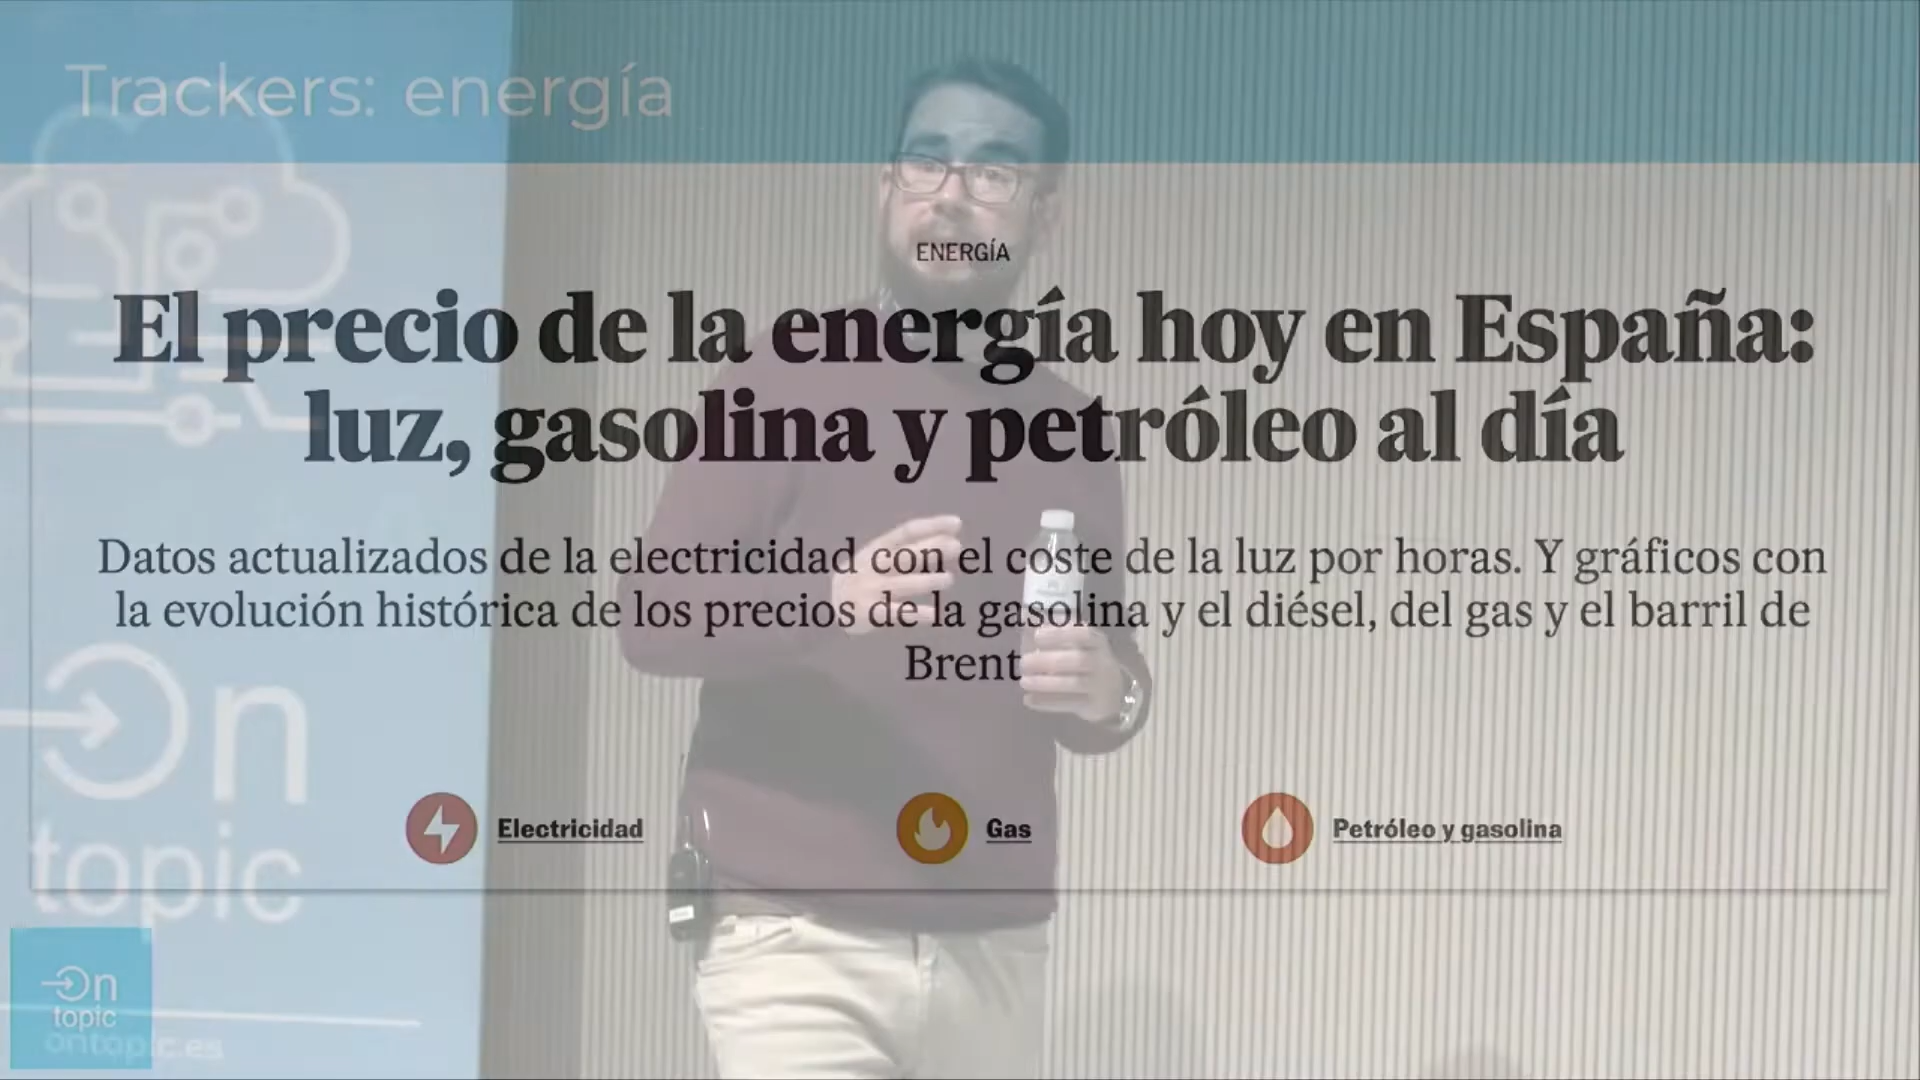 Trackers: energía
ENERGÍA
El precio de la energía hoy en España:
luz, gasolina y petróleo al día
Datos actualizados de la electricidad con el coste de la luz por horas. Y gráficos con
la evolución histórica de los precios de la gasolina y el diésel, del gas y el barril de
Brent
Electricidad
Gas
Petróleo y gasolina
On
topic
On
topic
ontopic.es